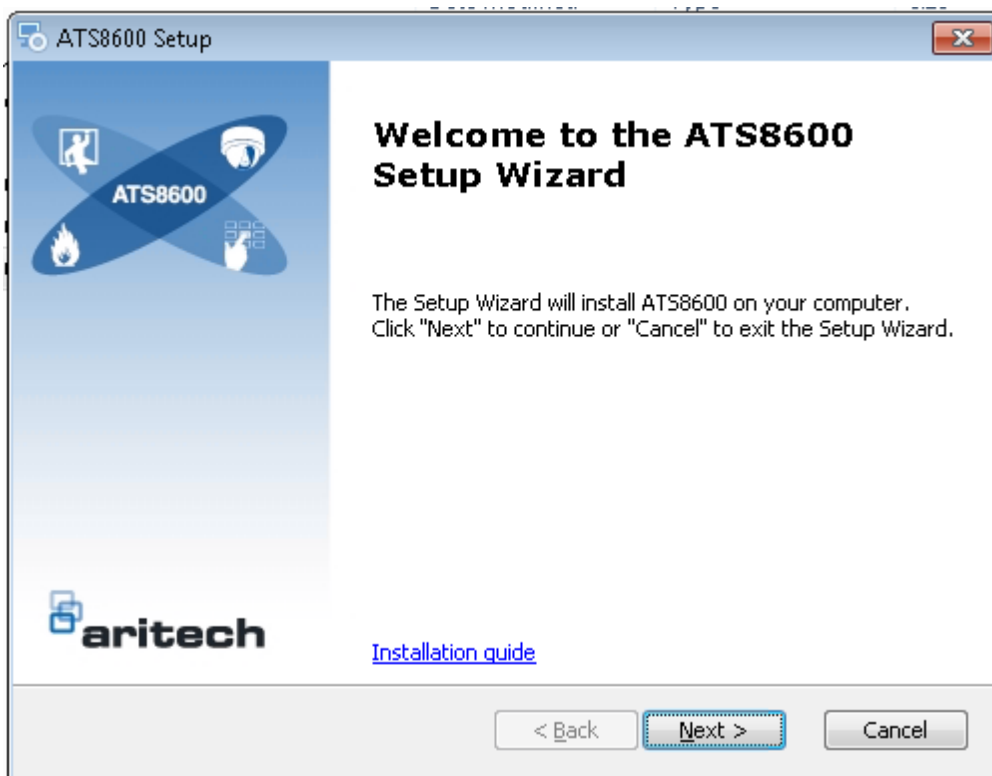 ATS8600 Setup
ATS8600
Welcome to the ATS8600
Setup Wizard
The Setup Wizard will install ATS8600 on your computer.
Click "Next" to continue or "Cancel" to exit the Setup Wizard.
aritech
Installation guide
< Back
Next >
Cancel